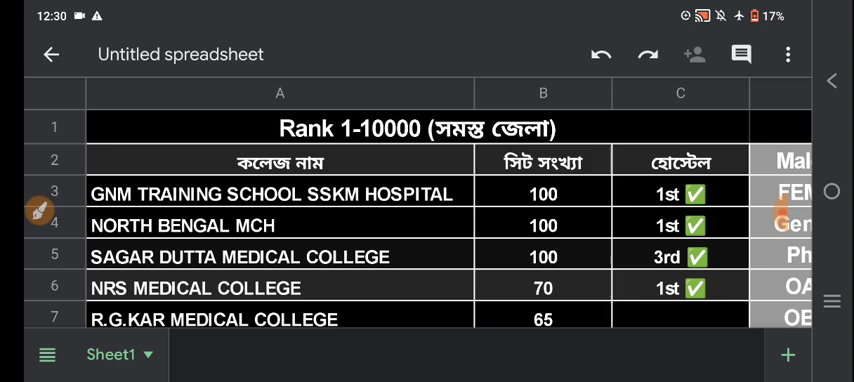 12:30 17%
Untitled spreadsheet
A B C
1 Rank 1-10000 (সমস্ত জেলা)
2 কলেজ নাম সিট সংখ্যা হোস্টেল Mal
3 GNM TRAINING SCHOOL SSKM HOSPITAL 100 1st ✅ FEM
4 NORTH BENGAL MCH 100 1st ✅ Gen
5 SAGAR DUTTA MEDICAL COLLEGE 100 3rd ✅ Ph
6 NRS MEDICAL COLLEGE 70 1st ✅ OA
7 R.G.KAR MEDICAL COLLEGE 65 OB
Sheet1